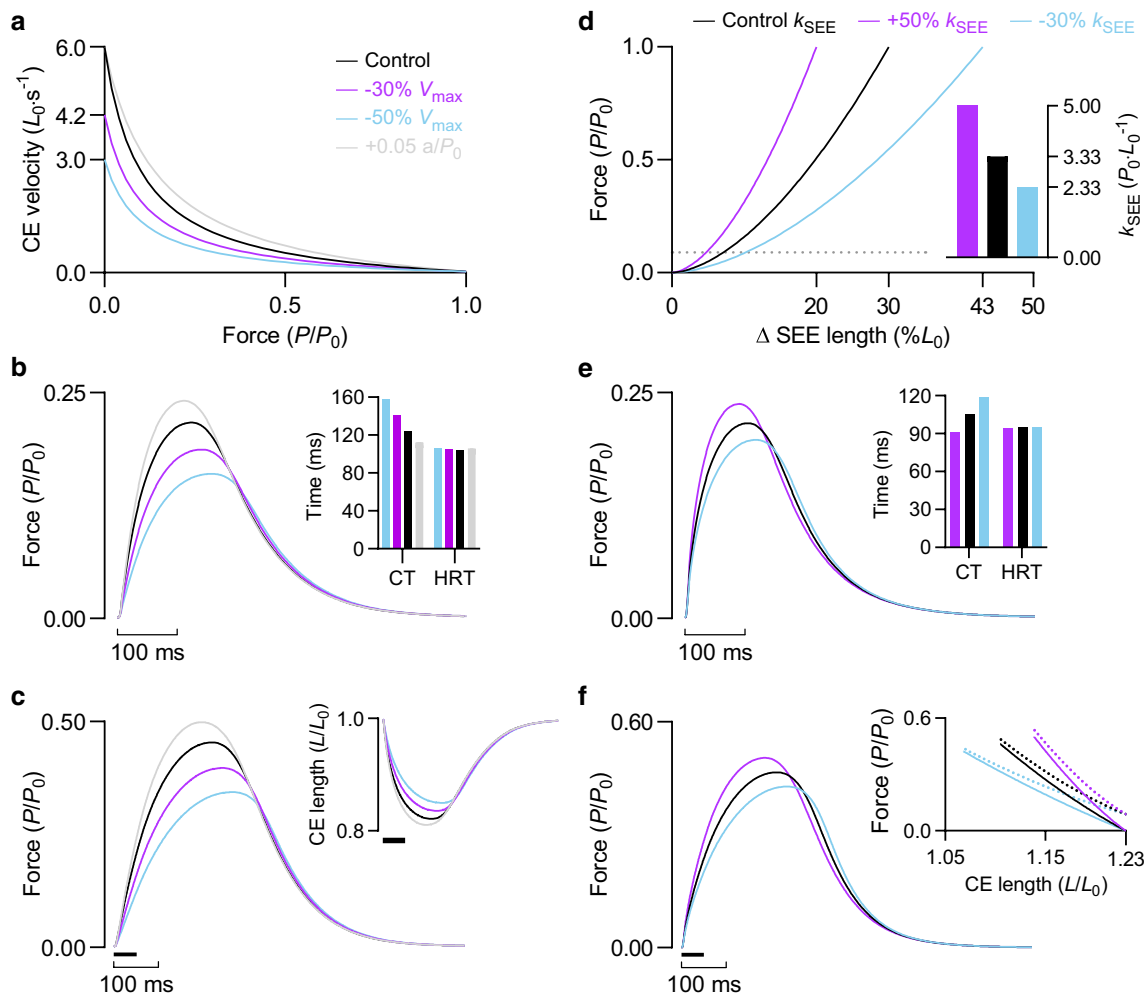 a
CE velocity (L₀·s⁻¹)
6.0
4.2
3.0
0.0
Control
-30% Vmax
-50% Vmax
+0.05 a/P₀
0.0
0.5
1.0
Force (P/P₀)
d
Control kSEE
+50% kSEE
-30% kSEE
Force (P/P₀)
1.0
0.5
0.0
0
20
30
43
50
Δ SEE length (%L₀)
5.00
3.33
2.33
0.00
kSEE (P₀·L₀⁻¹)
b
Force (P/P₀)
0.25
0.00
100 ms
Time (ms)
160
120
80
40
0
CT
HRT
e
Force (P/P₀)
0.25
0.00
100 ms
Time (ms)
120
90
60
30
0
CT
HRT
c
Force (P/P₀)
0.50
0.00
100 ms
CE length (L/L₀)
1.0
0.8
f
Force (P/P₀)
0.60
0.00
100 ms
Force (P/P₀)
0.6
0.0
1.05
1.15
1.23
CE length (L/L₀)